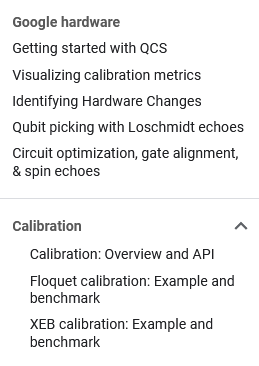 Google hardware
Getting started with QCS
Visualizing calibration metrics
Identifying Hardware Changes
Qubit picking with Loschmidt echoes
Circuit optimization, gate alignment,
& spin echoes
Calibration
Calibration: Overview and API
Floquet calibration: Example and
benchmark
XEB calibration: Example and
benchmark